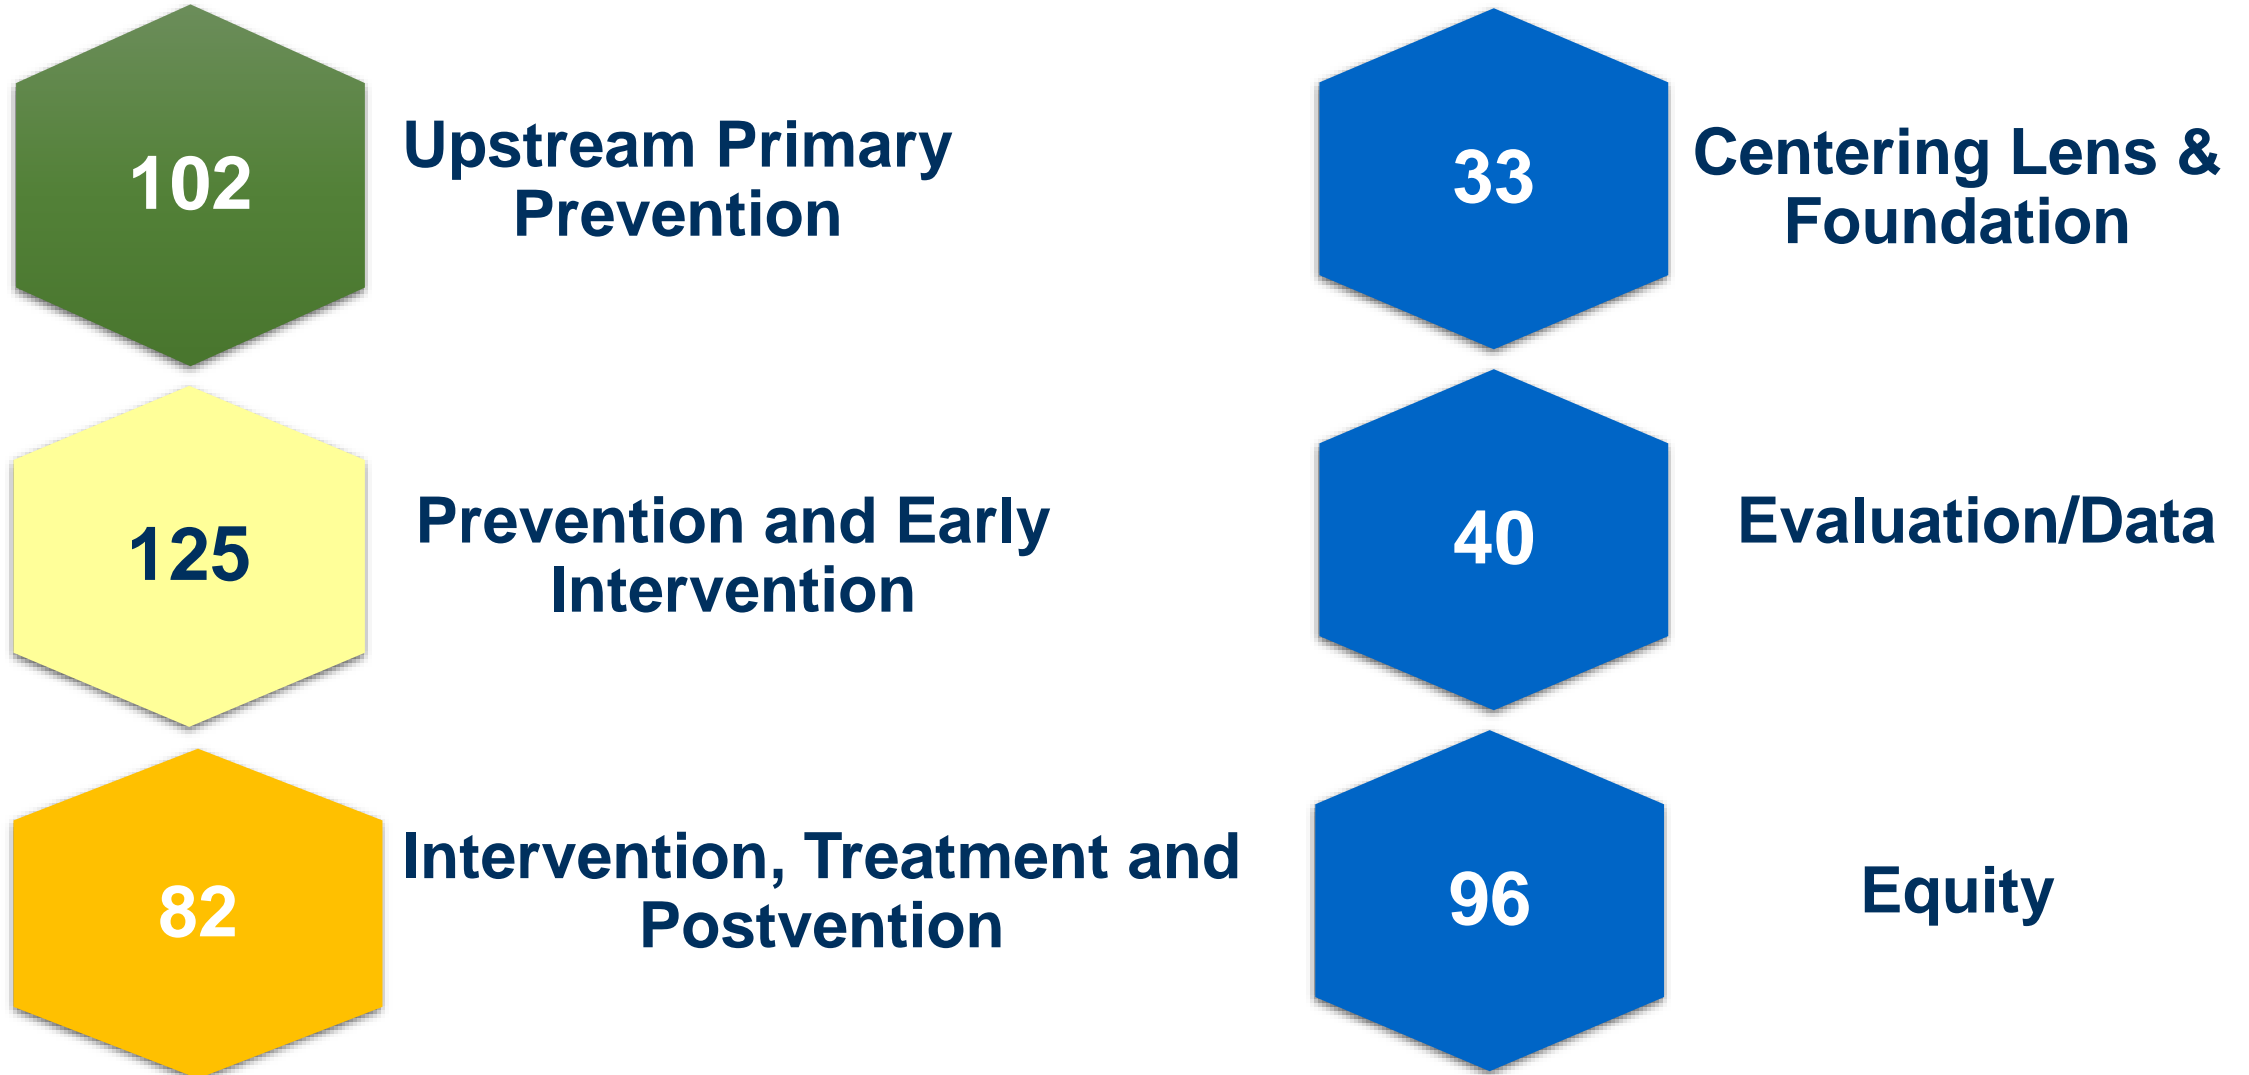 102
Upstream Primary
Prevention
125
Prevention and Early
Intervention
82
Intervention, Treatment and
Postvention
33
Centering Lens &
Foundation
40
Evaluation/Data
96
Equity